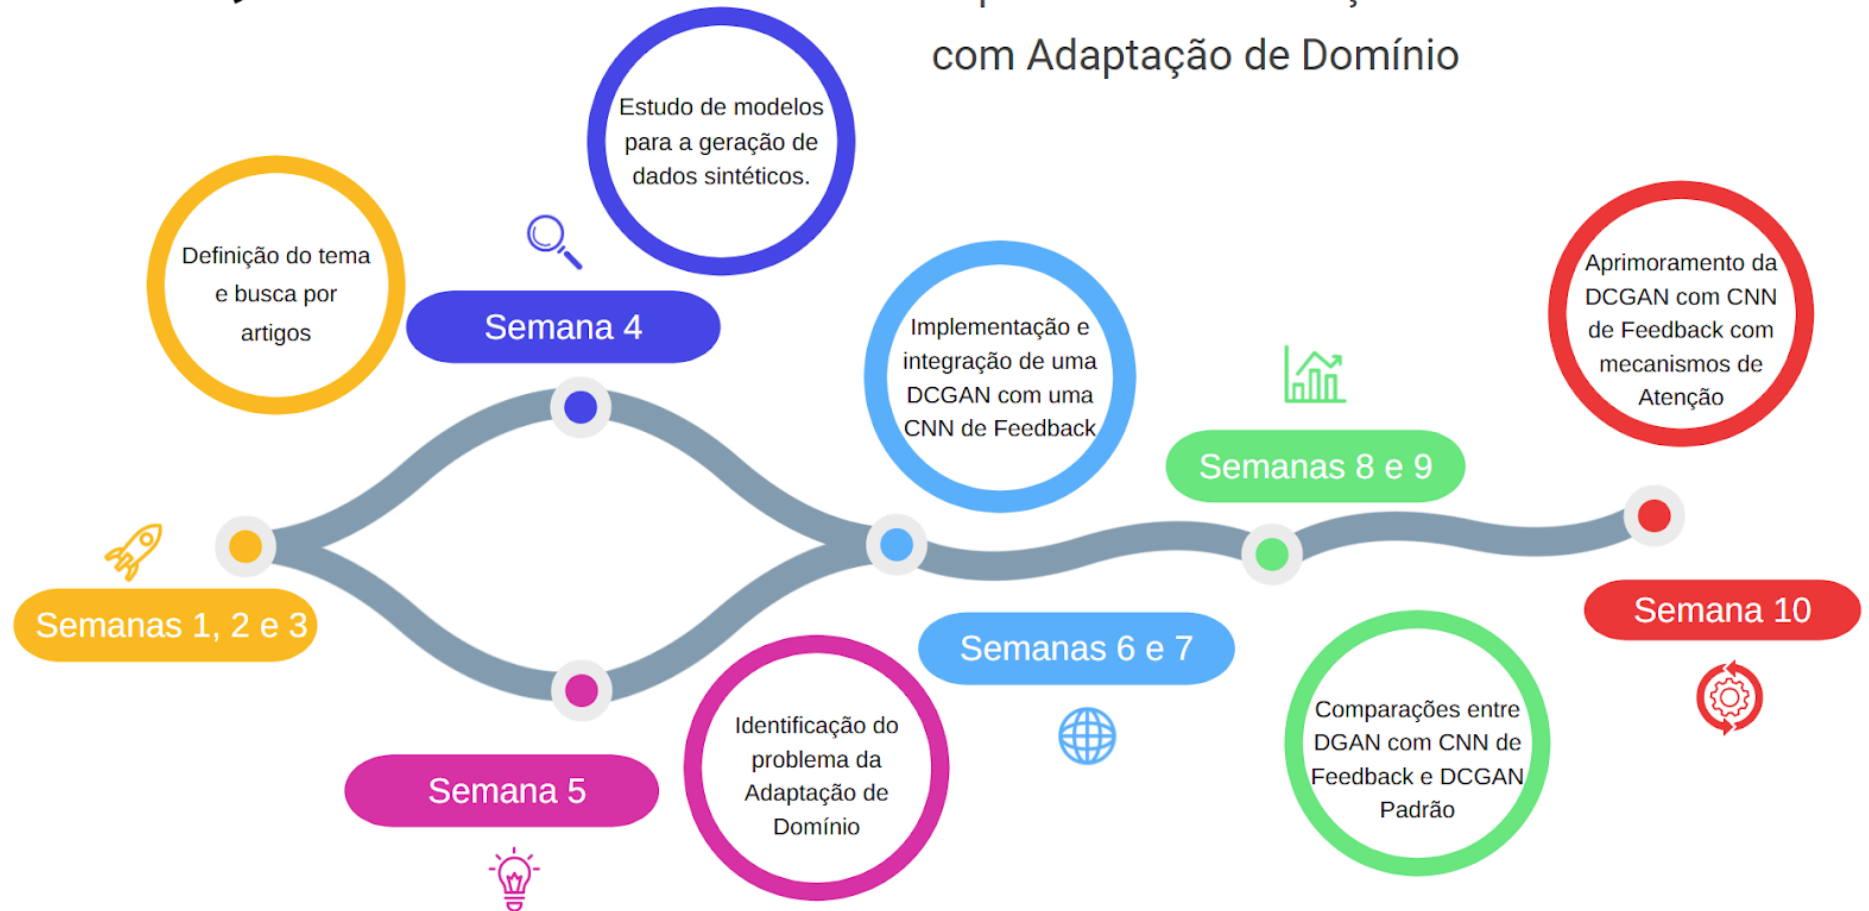 com Adaptação de Domínio
Estudo de modelos
para a geração de
dados sintéticos.
Definição do tema
e busca por
artigos
Semana 4
Implementação e
integração de uma
DCGAN com uma
CNN de Feedback
Aprimoramento da
DCGAN com CNN
de Feedback com
mecanismos de
Atenção
Semanas 8 e 9
Semanas 1, 2 e 3
Semanas 6 e 7
Semana 10
Identificação do
problema da
Adaptação de
Domínio
Semana 5
Comparações entre
DGAN com CNN de
Feedback e DCGAN
Padrão